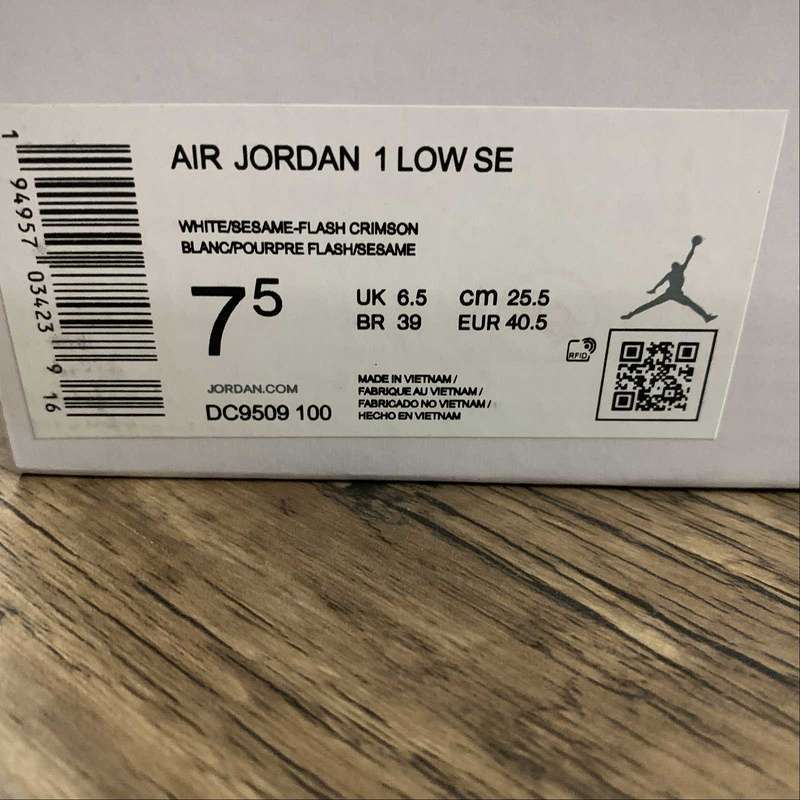 AIR JORDAN 1 LOW SE
WHITE/SESAME-FLASH CRIMSON
BLANC/POURPRE FLASH/SESAME
7 5
UK 6.5 cm 25.5
BR 39 EUR 40.5
JORDAN.COM
DC9509 100
MADE IN VIETNAM /
FABRIQUE AU VIETNAM /
FABRICADO NO VIETNAM /
HECHO EN VIETNAM
RFID
1 94957 03423 9 16